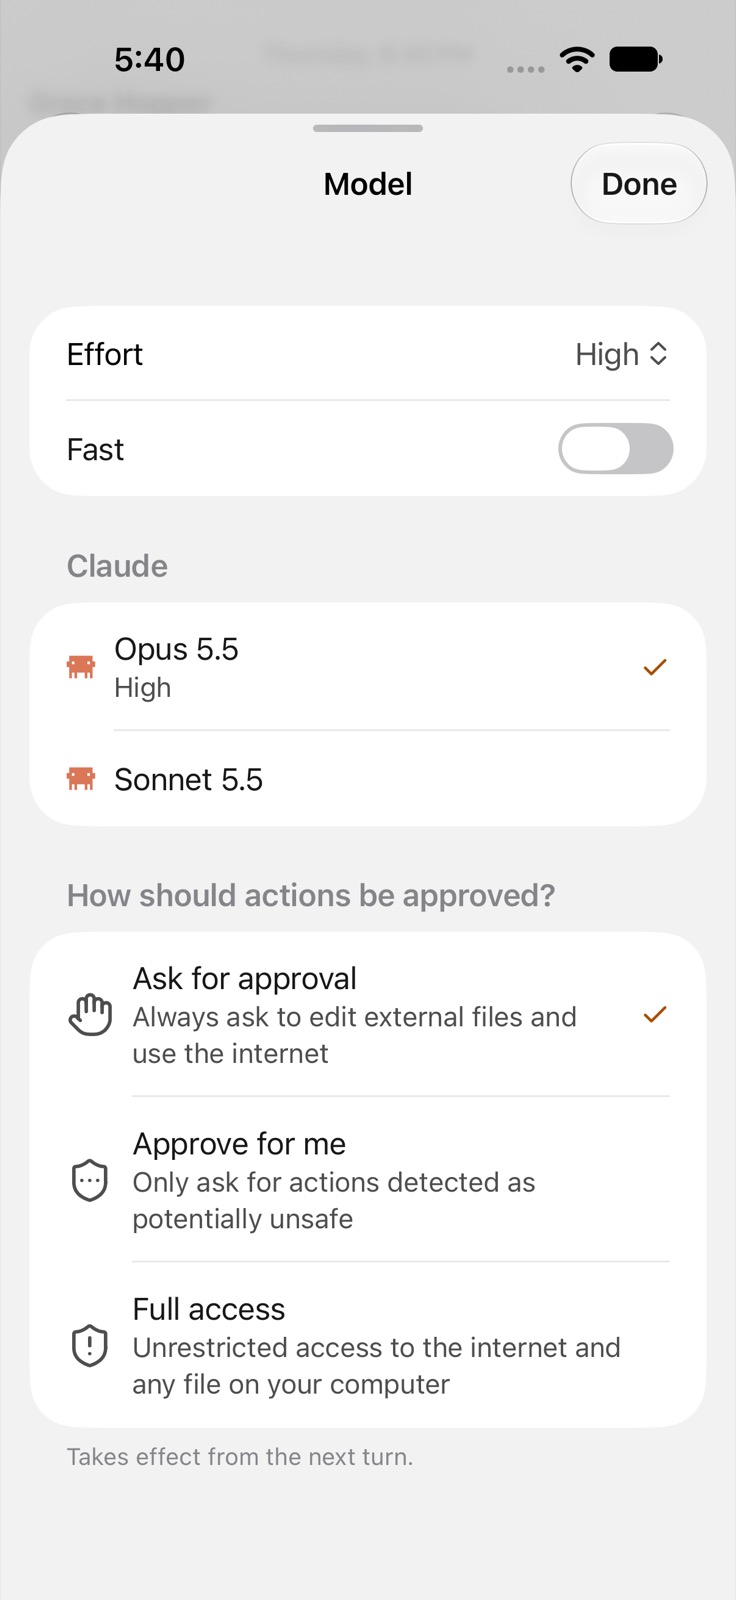 5:40
Model
Done
Effort
High
Fast
Claude
Opus 5.5
High
Sonnet 5.5
How should actions be approved?
Ask for approval
Always ask to edit external files and
use the internet
Approve for me
Only ask for actions detected as
potentially unsafe
Full access
Unrestricted access to the internet and
any file on your computer
Takes effect from the next turn.